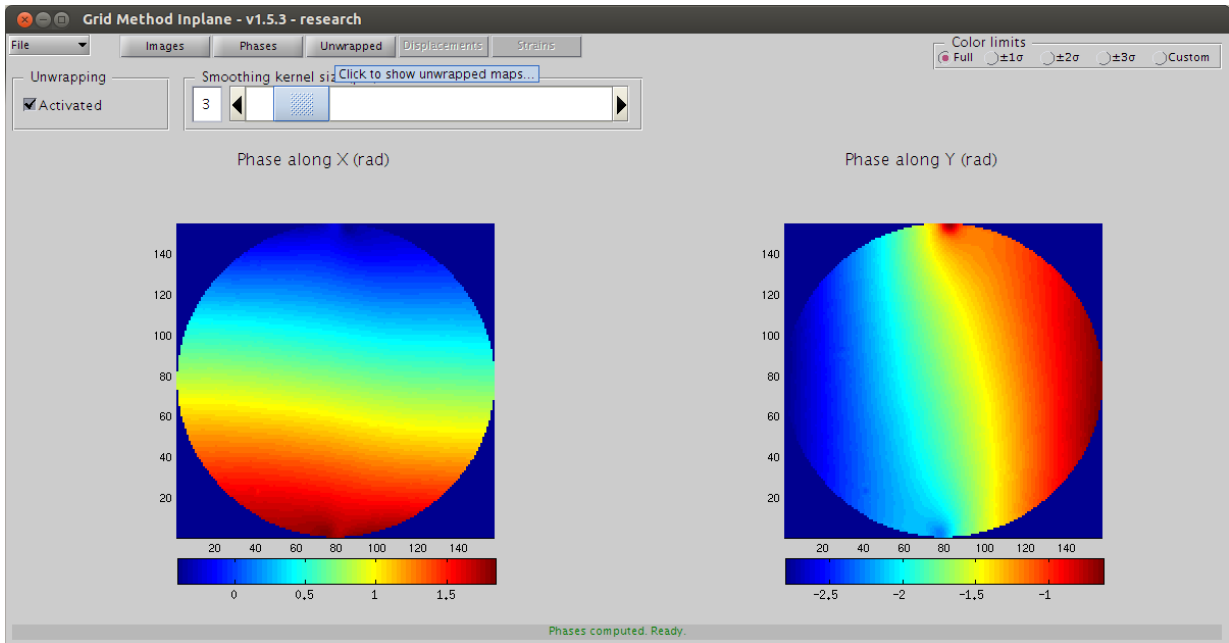 Grid Method Inplane - v1.5.3 - research
File Images Phases Unwrapped Displacements Strains
Color limits
Full ±1σ ±2σ ±3σ Custom
Unwrapping
Activated
Smoothing kernel
Click to show unwrapped maps...
3
Phase along X (rad)
Phase along Y (rad)
140
120
100
80
60
40
20
20 40 60 80 100 120 140
0 0.5 1 1.5
140
120
100
80
60
40
20
20 40 60 80 100 120 140
-2.5 -2 -1.5 -1
Phases computed. Ready.